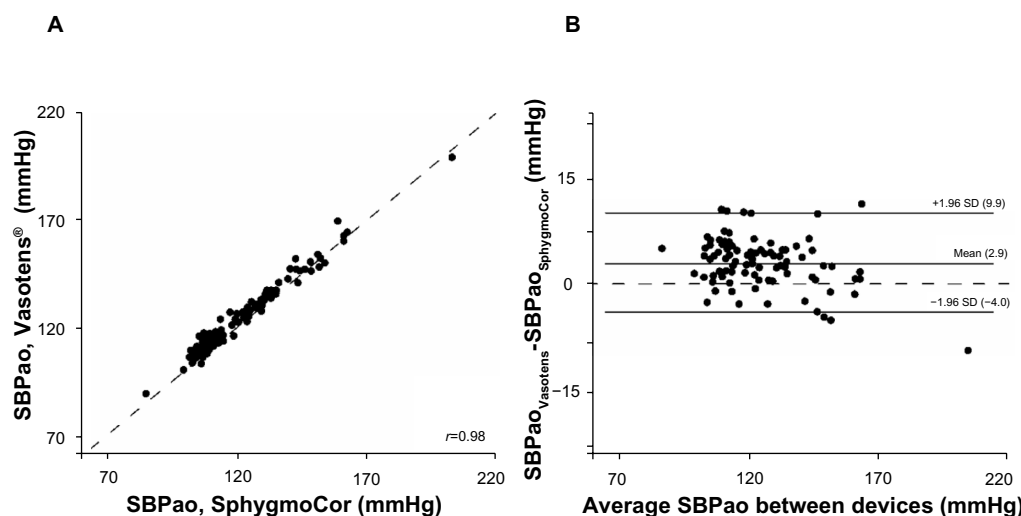 A
220
170
120
70
SBPao, Vasotens® (mmHg)
r=0.98
70 120 170 220
SBPao, SphygmoCor (mmHg)
B
15
0
−15
SBPaoVasotens-SBPaoSphygmoCor (mmHg)
+1.96 SD (9.9)
Mean (2.9)
−1.96 SD (−4.0)
70 120 170 220
Average SBPao between devices (mmHg)